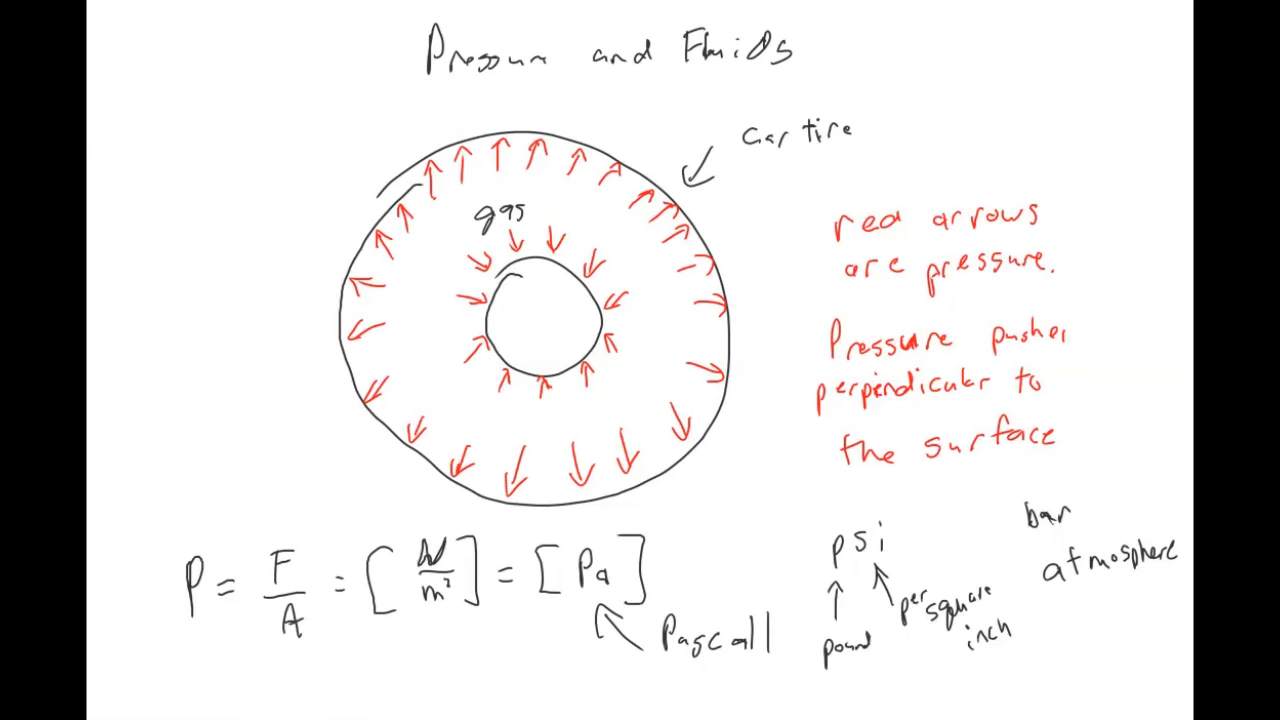 Pressure and Fluids
car tire
gas
red arrows
are pressure.
Pressure pushes
perpendicular to
the surface
P = F/A = [N/m²] = [Pa]
Pascall
psi
pound
per square inch
bar
atmosphere